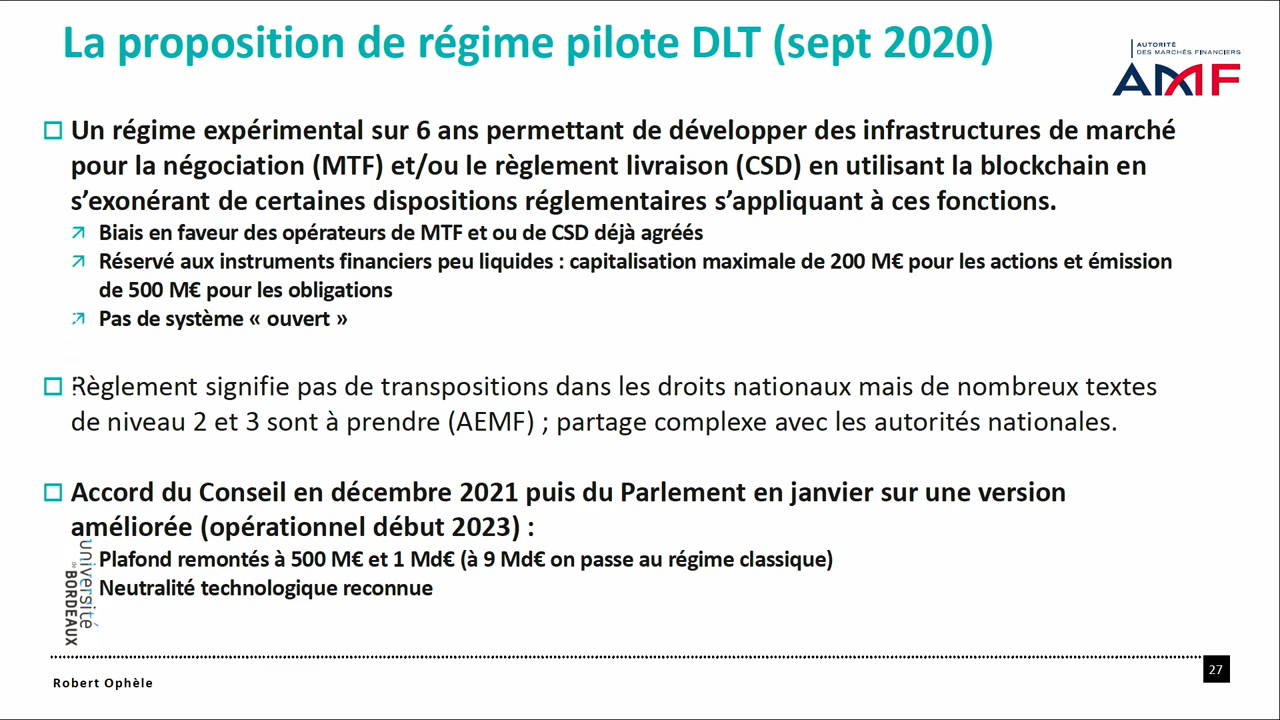 La proposition de régime pilote DLT (sept 2020)
AUTORITÉ
DES MARCHÉS FINANCIERS
AMF
Un régime expérimental sur 6 ans permettant de développer des infrastructures de marché
pour la négociation (MTF) et/ou le règlement livraison (CSD) en utilisant la blockchain en
s’exonérant de certaines dispositions réglementaires s’appliquant à ces fonctions.
Biais en faveur des opérateurs de MTF et ou de CSD déjà agréés
Réservé aux instruments financiers peu liquides : capitalisation maximale de 200 M€ pour les actions et émission
de 500 M€ pour les obligations
Pas de système « ouvert »
Règlement signifie pas de transpositions dans les droits nationaux mais de nombreux textes
de niveau 2 et 3 sont à prendre (AEMF) ; partage complexe avec les autorités nationales.
Accord du Conseil en décembre 2021 puis du Parlement en janvier sur une version
améliorée (opérationnel début 2023) :
Plafond remontés à 500 M€ et 1 Md€ (à 9 Md€ on passe au régime classique)
Neutralité technologique reconnue
université
de BORDEAUX
Robert Ophèle
27